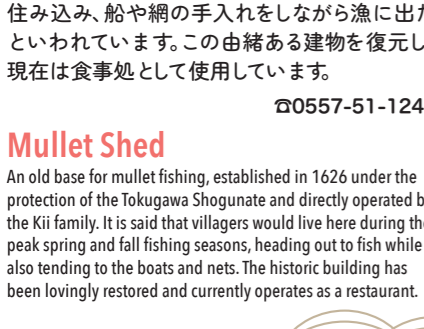 住み込み、船や網の手入れをしながら漁に出た
といわれています。この由緒ある建物を復元し
現在は食事処として使用しています。
☎0557-51-124
Mullet Shed
An old base for mullet fishing, established in 1626 under the
protection of the Tokugawa Shogunate and directly operated b
the Kii family. It is said that villagers would live here during the
peak spring and fall fishing seasons, heading out to fish while
also tending to the boats and nets. The historic building has
been lovingly restored and currently operates as a restaurant.